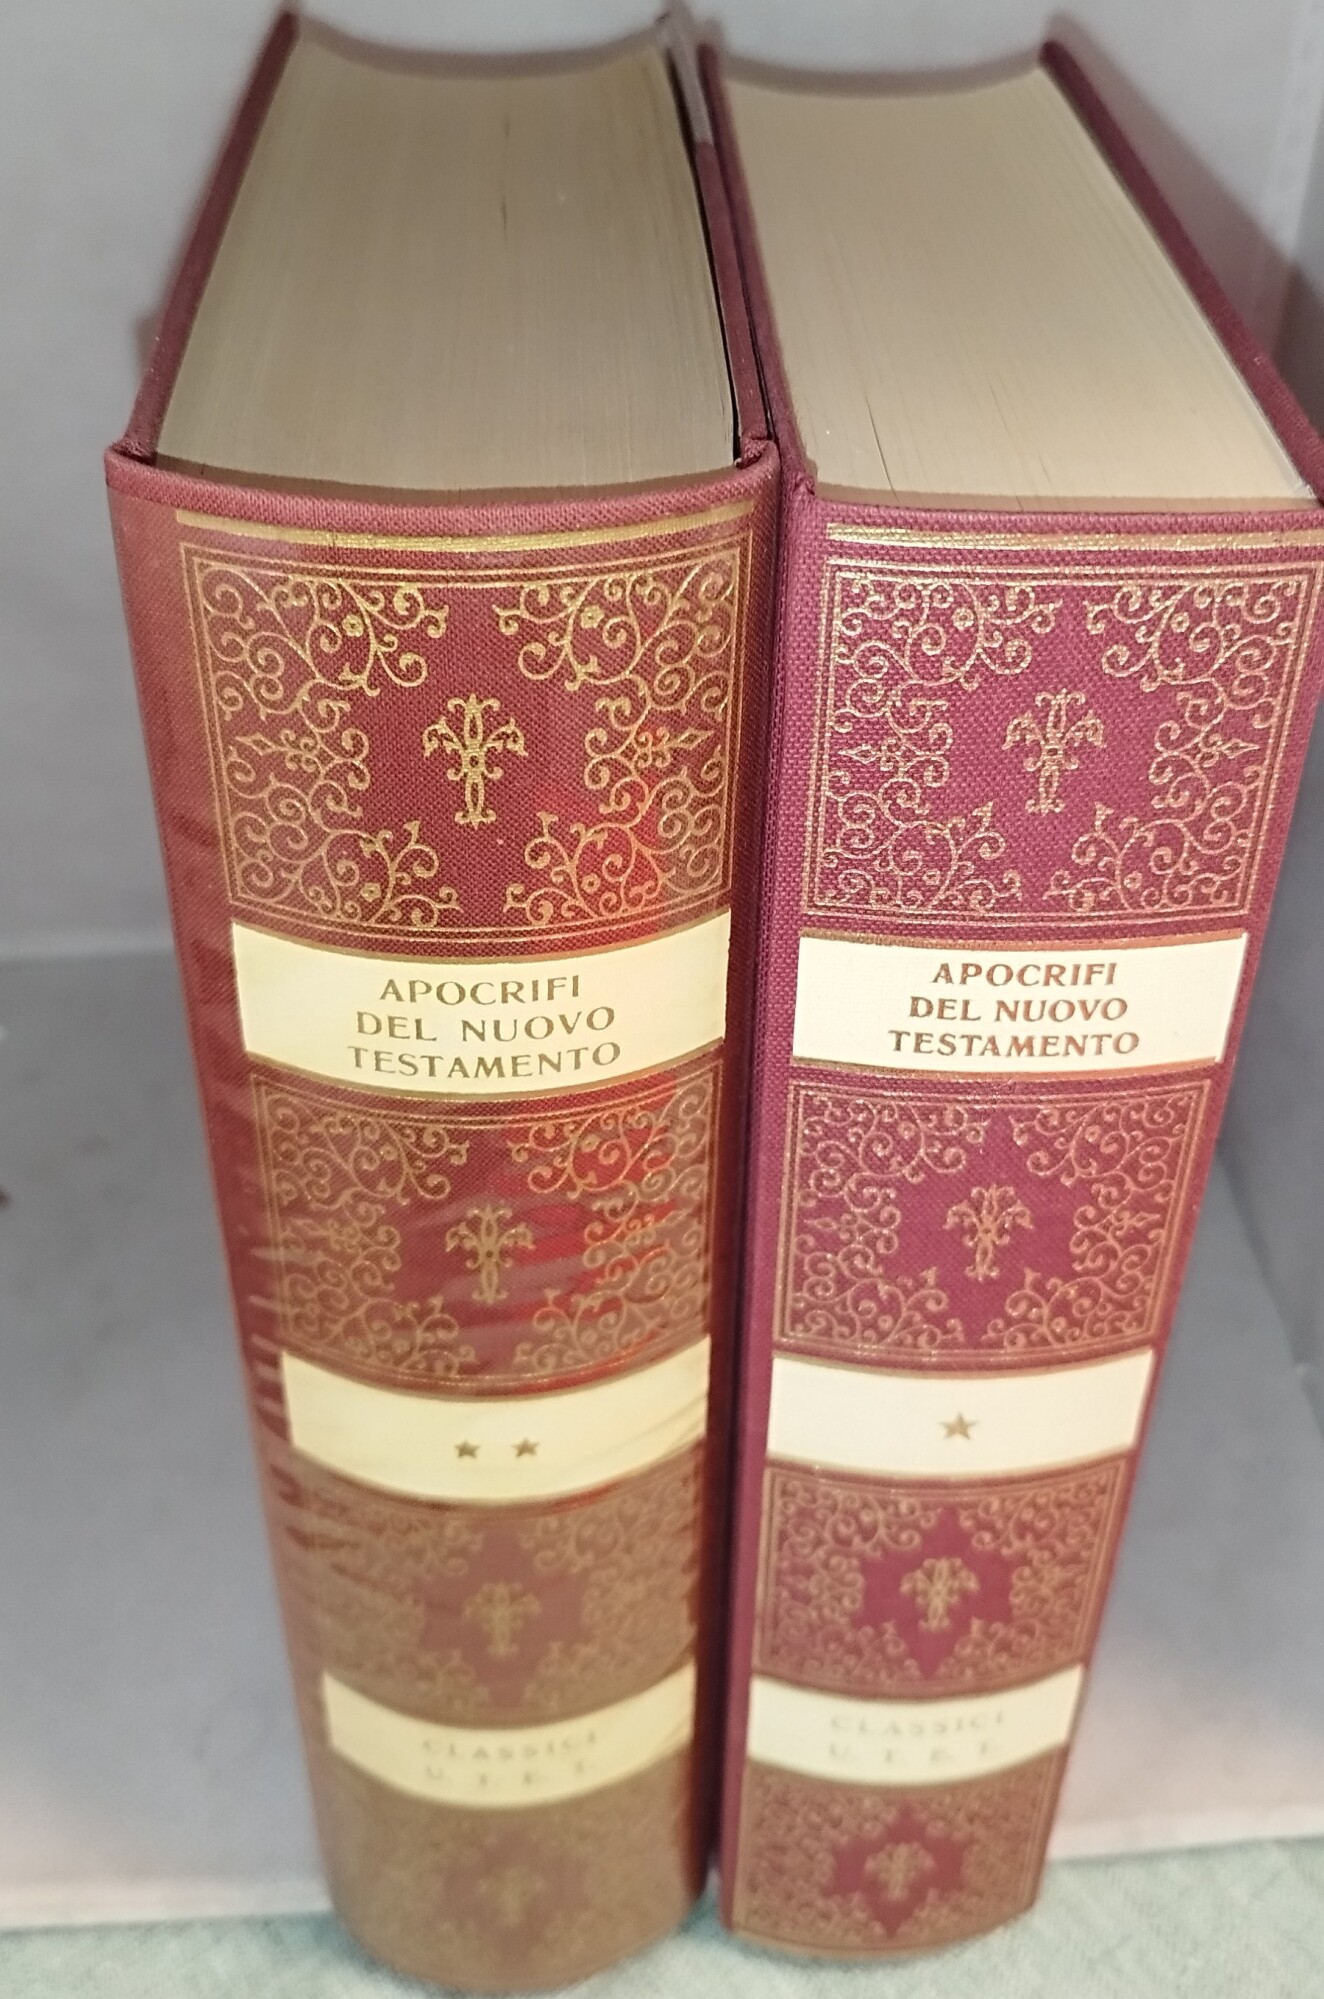 APOCRIFI
DEL NUOVO
TESTAMENTO
★ ★
CLASSICI
U. T. E. T.
APOCRIFI
DEL NUOVO
TESTAMENTO
★
CLASSICI
U. T. E. T.